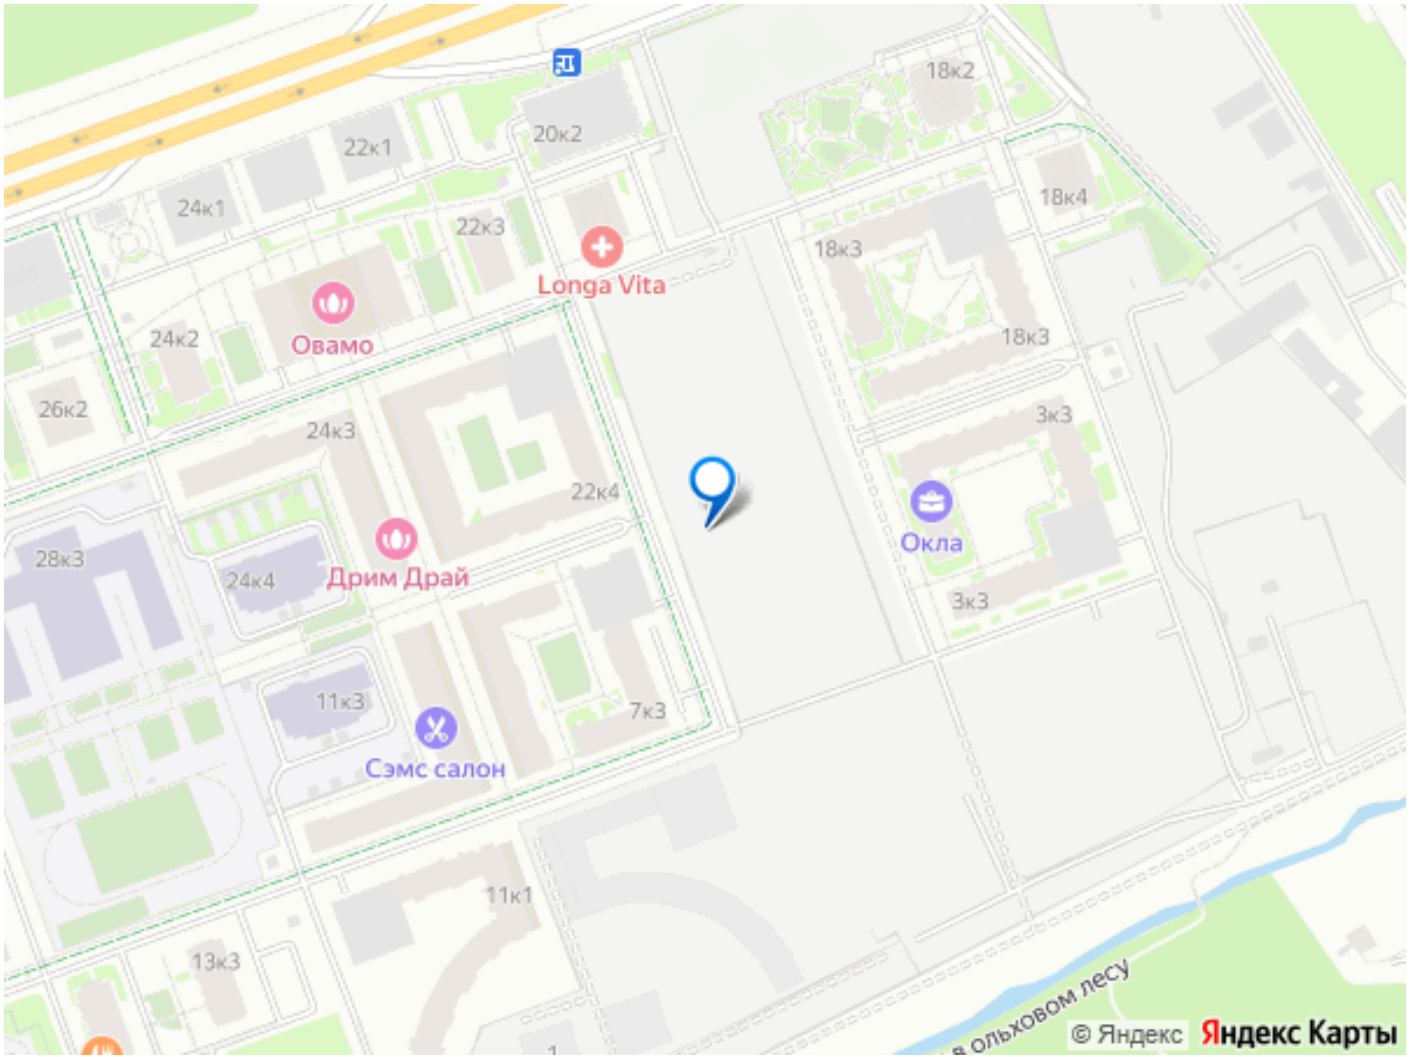 18к2
22к1
20к2
18к4
24к1
22к3
18к3
Longa Vita
24к2
Овамо
18к3
26к2
24к3
3к3
22к4
Окла
28к3
24к4
Дрим Драй
3к3
11к3
7к3
Сэмс салон
11к1
13к3
в ольховом лесу
1
© Яндекс Яндекс Карты